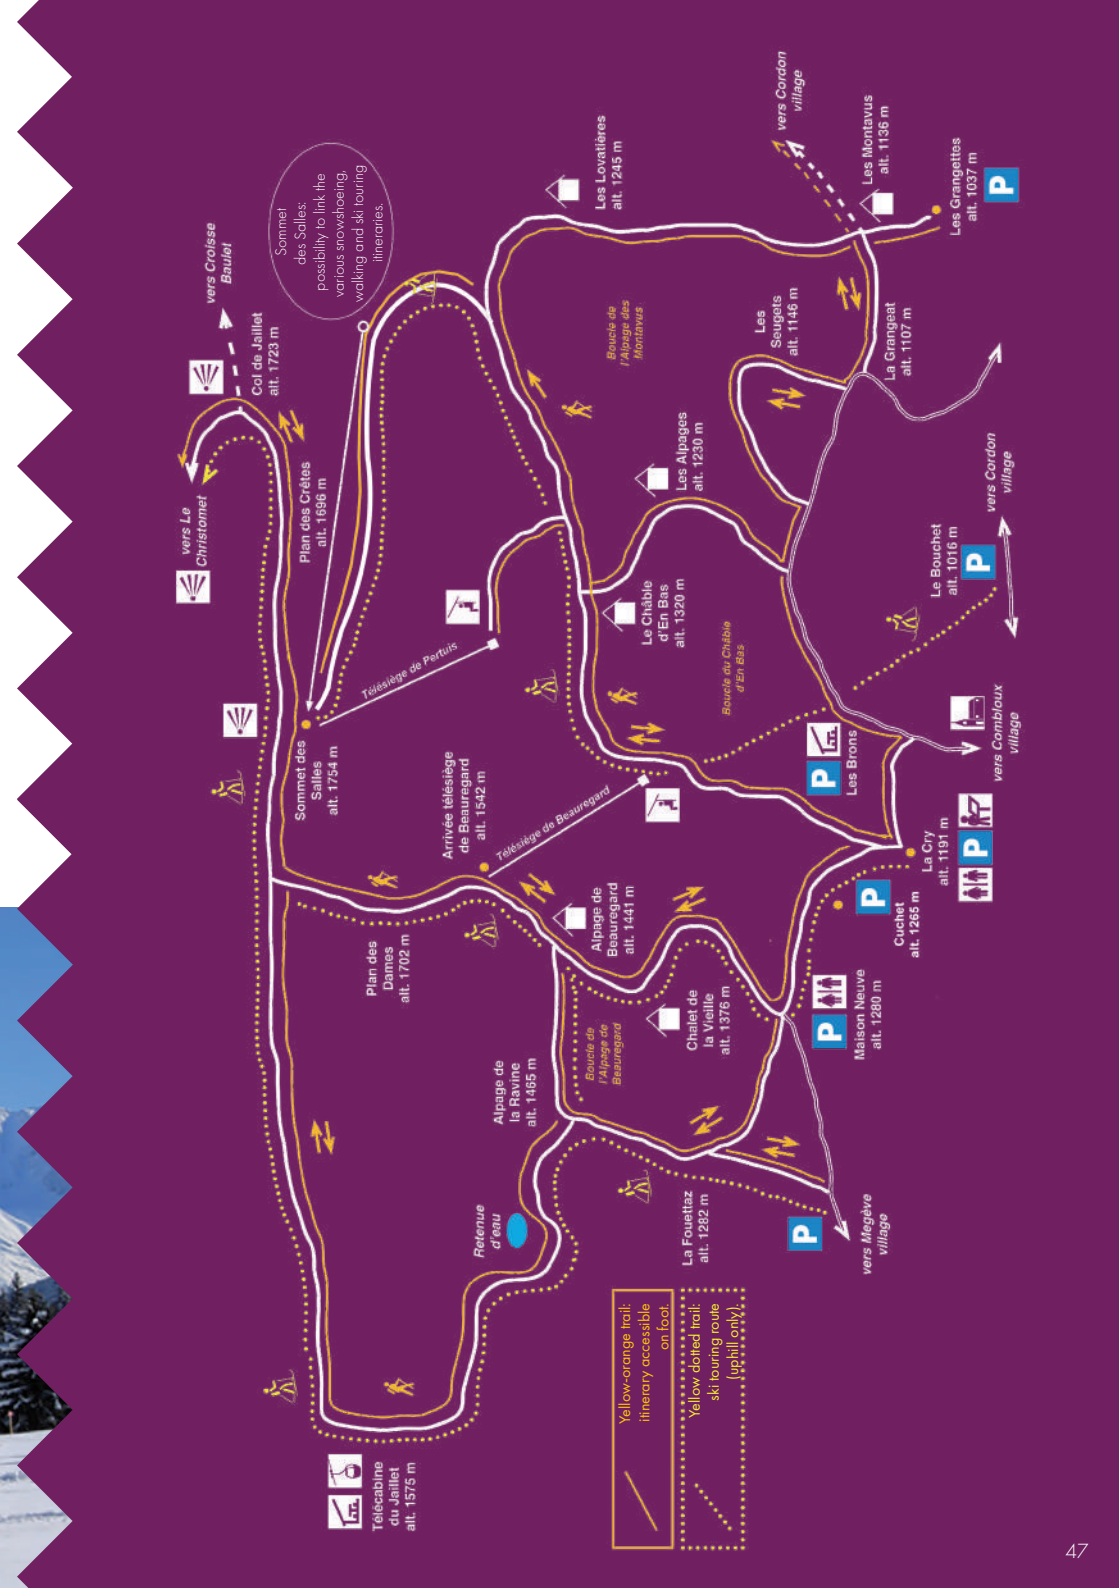 vers Croisse
Baulet
Col de Jaillet
alt. 1723 m
vers Le
Christomet
Plan des Crêtes
alt. 1696 m
Sommet
des Salles:
possibility to link the
various snowshoeing,
walking and ski touring
itineraries.
Sommet des
Salles
alt. 1754 m
Télésiège de Pertuis
Arrivée télésiège
de Beauregard
alt. 1542 m
Télésiège de Beauregard
Plan des
Dames
alt. 1702 m
Alpage de
Beauregard
alt. 1441 m
Chalet de
la Vieille
alt. 1376 m
Boucle de
l'Alpage de
Beauregard
Alpage de
la Ravine
alt. 1465 m
Retenue
d'eau
La Fouettaz
alt. 1282 m
P
vers Megève
village
Télécabine
du Jaillet
alt. 1575 m
Les Lovatières
alt. 1245 m
vers Cordon
village
Les Montavus
alt. 1136 m
Les Grangettes
alt. 1037 m
P
Boucle de
l'Alpage des
Montavus
Les
Seugets
alt. 1146 m
La Grangeat
alt. 1107 m
Les Alpages
alt. 1230 m
Le Châble
d'En Bas
alt. 1320 m
Boucle du Châble
d'En Bas
vers Cordon
village
Le Bouchet
alt. 1016 m
P
P
Les Brons
vers Combloux
village
La Cry
alt. 1191 m
P
P
Cuchet
alt. 1265 m
P
Maison Neuve
alt. 1280 m
Yellow-orange trail:
itinerary accessible
on foot.
Yellow dotted trail:
ski touring route
(uphill only).
47